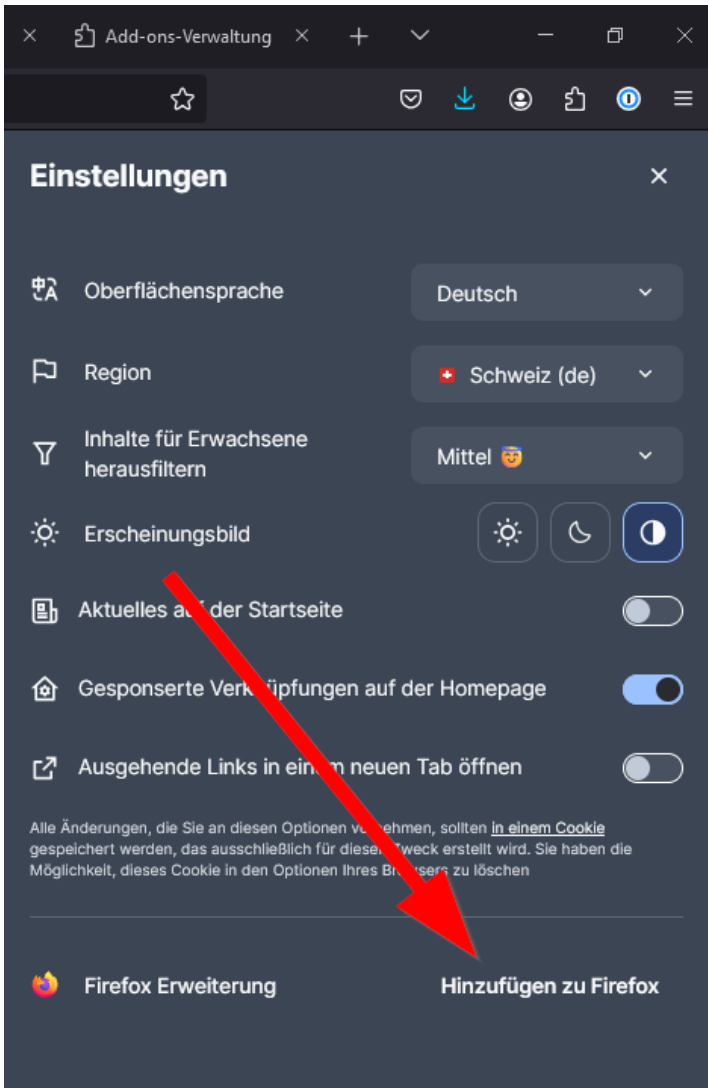 Add-ons-Verwaltung
Einstellungen
Oberflächensprache
Deutsch
Region
Schweiz (de)
Inhalte für Erwachsene
herausfiltern
Mittel
Erscheinungsbild
Aktuelles auf der Startseite
Gesponserte Verknüpfungen auf der Homepage
Ausgehende Links in einem neuen Tab öffnen
Alle Änderungen, die Sie an diesen Optionen vornehmen, sollten in einem Cookie
gespeichert werden, das ausschließlich für diesen Zweck erstellt wird. Sie haben die
Möglichkeit, dieses Cookie in den Optionen Ihres Browsers zu löschen
Firefox Erweiterung
Hinzufügen zu Firefox